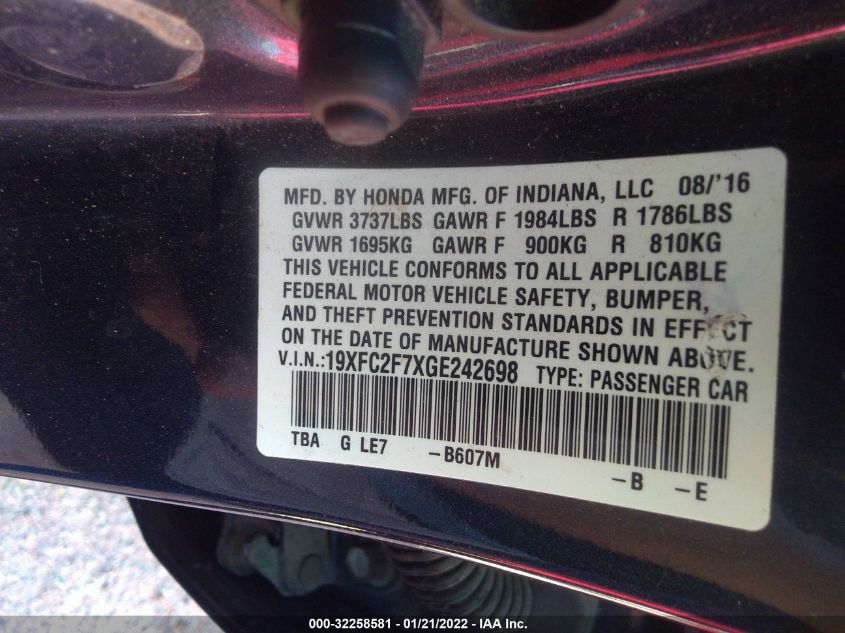 MFD. BY HONDA MFG. OF INDIANA, LLC 08/'16
GVWR 3737LBS GAWR F 1984LBS R 1786LBS
GVWR 1695KG GAWR F 900KG R 810KG
THIS VEHICLE CONFORMS TO ALL APPLICABLE
FEDERAL MOTOR VEHICLE SAFETY, BUMPER,
AND THEFT PREVENTION STANDARDS IN EFFECT
ON THE DATE OF MANUFACTURE SHOWN ABOVE.
V.I.N.:19XFC2F7XGE242698 TYPE: PASSENGER CAR
TBA G LE7 -B607M
-B -E
000-32258581 - 01/21/2022 - IAA Inc.